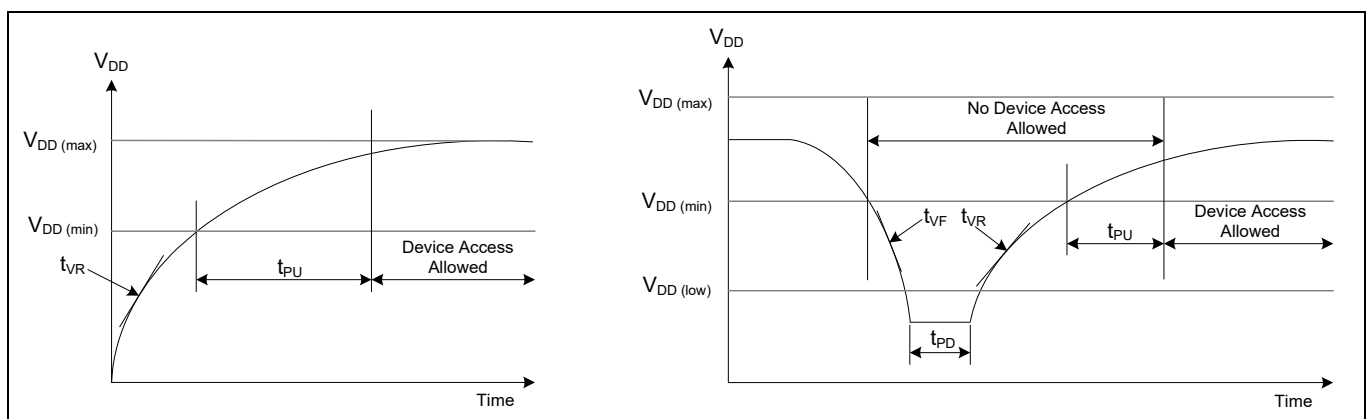 VDD
VDD (max)
VDD (min)
tVR
tPU
Device Access
Allowed
Time
VDD
VDD (max)
No Device Access
Allowed
VDD (min)
tVF
tVR
Device Access
Allowed
tPU
VDD (low)
tPD
Time